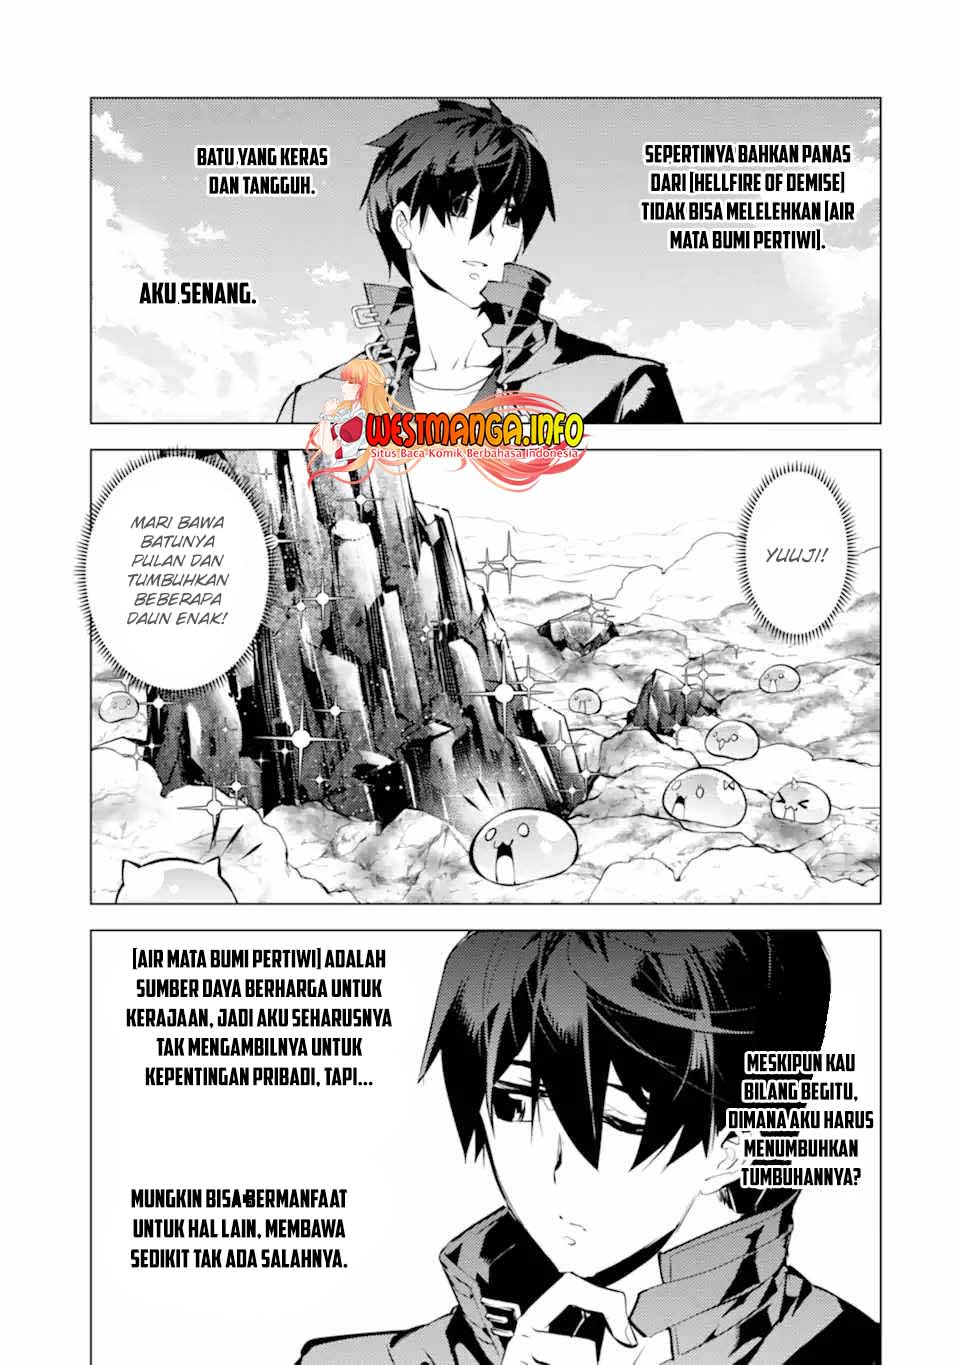 SEPERTINYA BAHKAN PANAS
DARI [HELLFIRE OF DEMISE]
TIDAK BISA MELELEHKAN [AIR
MATA BUMI PERTIWI].
BATU YANG KERAS
DAN TANGGUH.
AKU SENANG.
WESTMANGA.INFO
Situs Baca Komik Berbahasa Indonesia
YUUJI!
MARI BAWA
BATUNYA
PULAN DAN
TUMBUHKAN
BEBERAPA
DAUN ENAK!
MESKIPUN KAU
BILANG BEGITU,
DIMANA AKU HARUS
MENUMBUHKAN
TUMBUHANNYA?
[AIR MATA BUMI PERTIWI] ADALAH
SUMBER DAYA BERHARGA UNTUK
KERAJAAN, JADI AKU SEHARUSNYA
TAK MENGAMBILNYA UNTUK
KEPENTINGAN PRIBADI, TAPI...
MUNGKIN BISA BERMANFAAT
UNTUK HAL LAIN, MEMBAWA
SEDIKIT TAK ADA SALAHNYA.